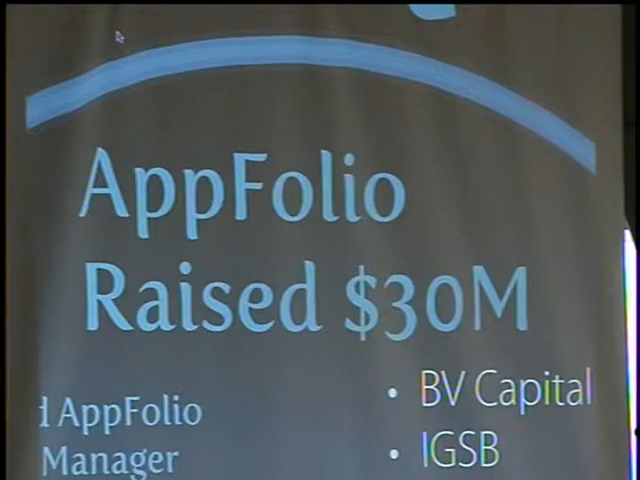 AppFolio
Raised $30M
d AppFolio
Manager
• BV Capital
• IGSB